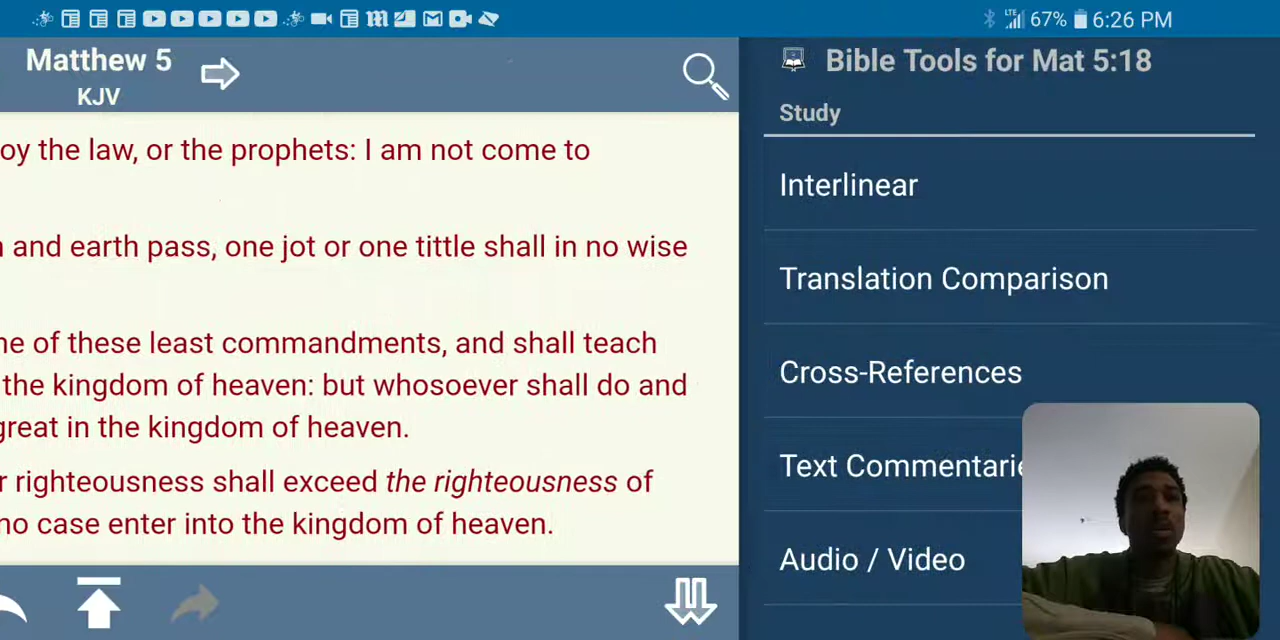 67% 6:26 PM
Matthew 5
KJV
oy the law, or the prophets: I am not come to
and earth pass, one jot or one tittle shall in no wise
ne of these least commandments, and shall teach
the kingdom of heaven: but whosoever shall do and
great in the kingdom of heaven.
r righteousness shall exceed the righteousness of
no case enter into the kingdom of heaven.
Bible Tools for Mat 5:18
Study
Interlinear
Translation Comparison
Cross-References
Text Commentarie
Audio / Video